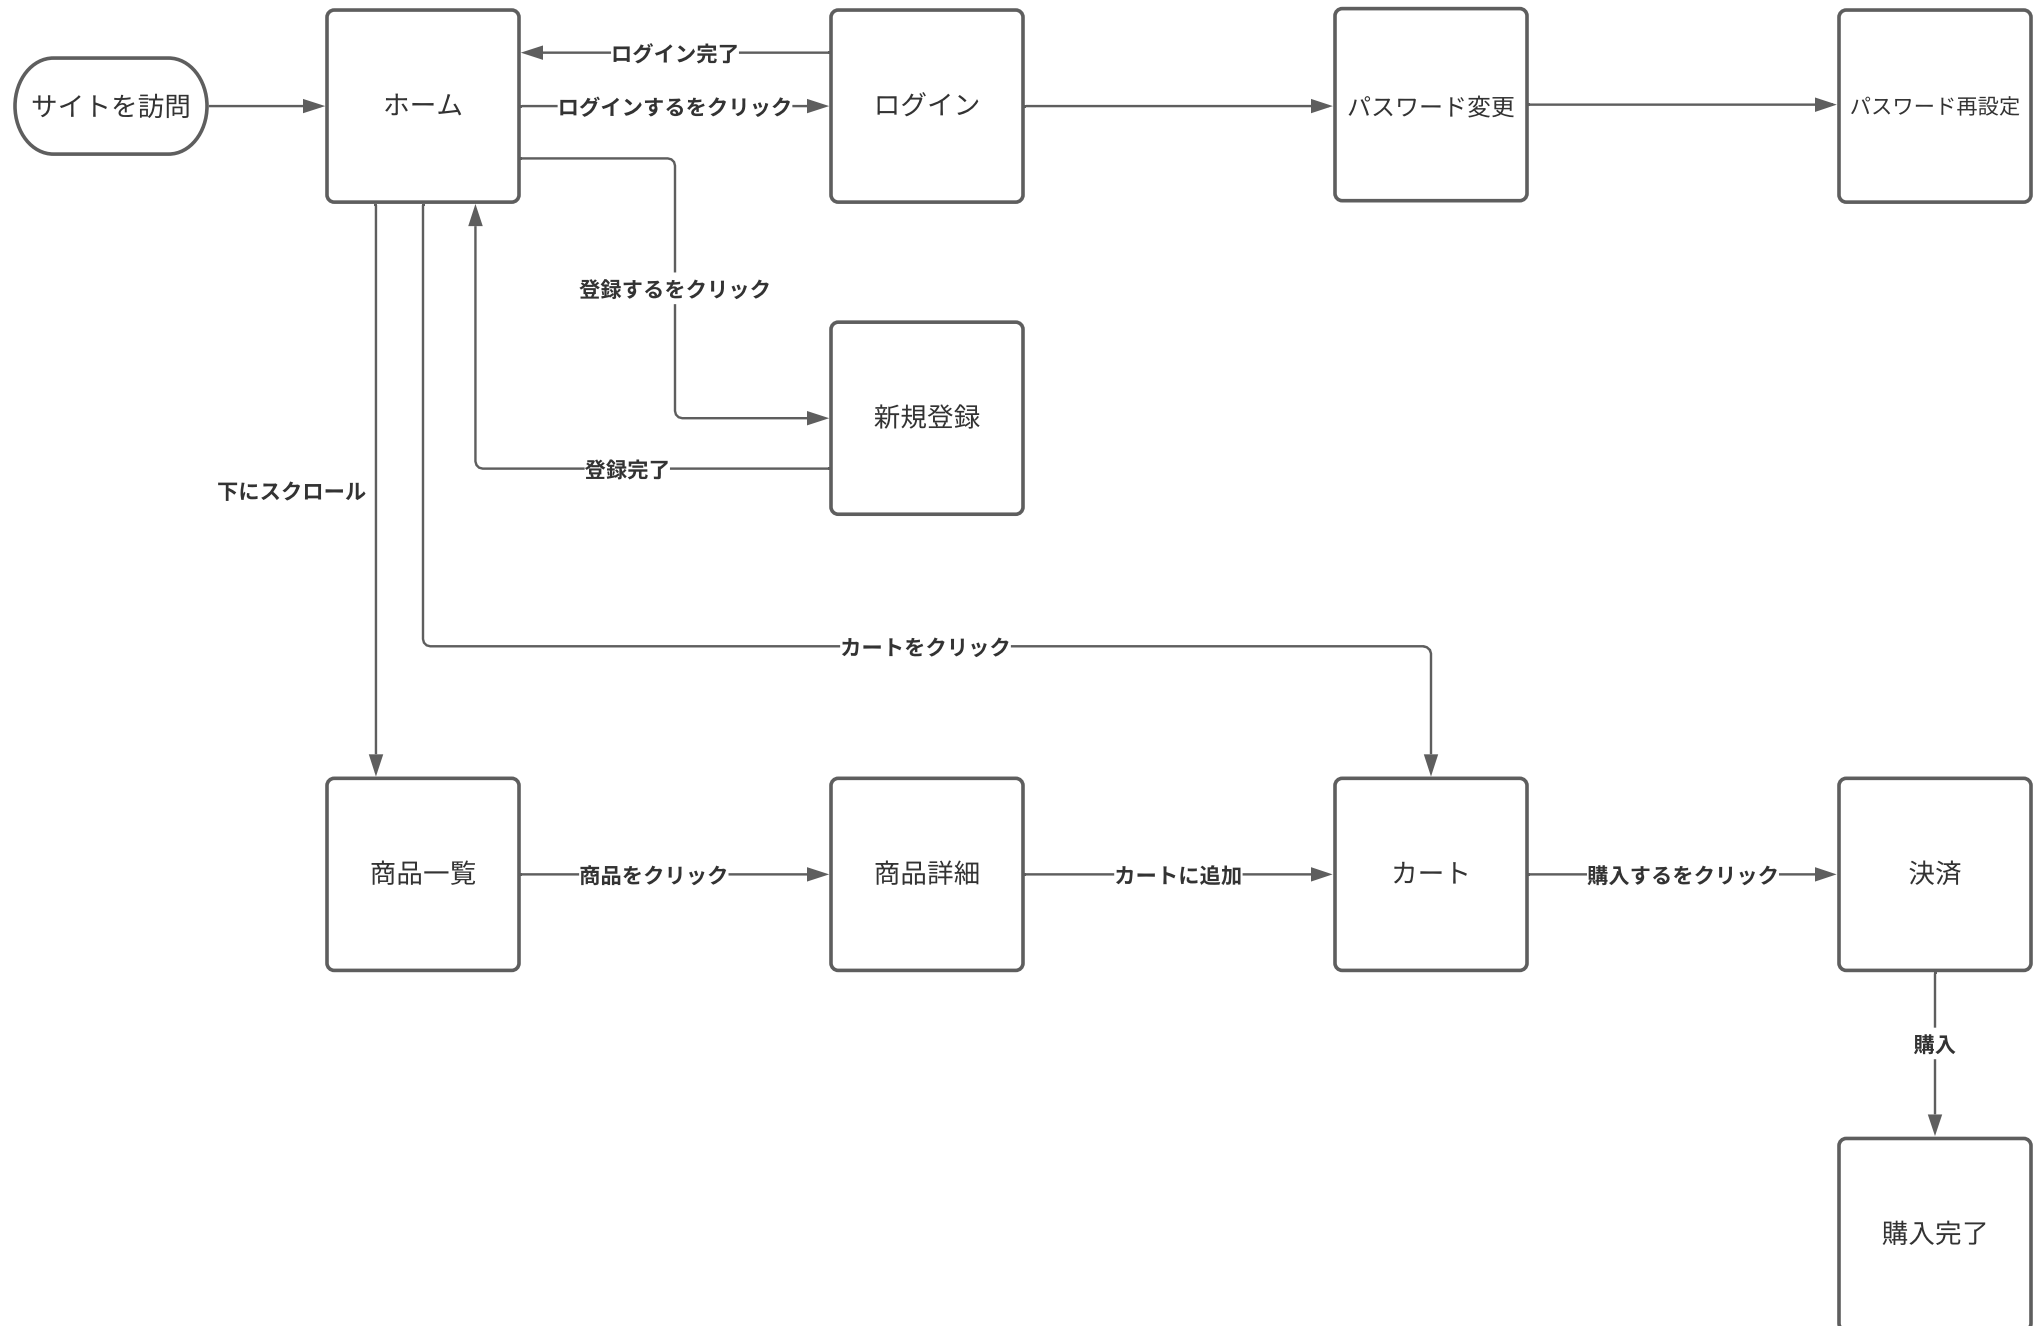 サイトを訪問
ホーム
ログイン完了
ログインするをクリック
ログイン
パスワード変更
パスワード再設定
登録するをクリック
新規登録
登録完了
下にスクロール
カートをクリック
商品一覧
商品をクリック
商品詳細
カートに追加
カート
購入するをクリック
決済
購入
購入完了